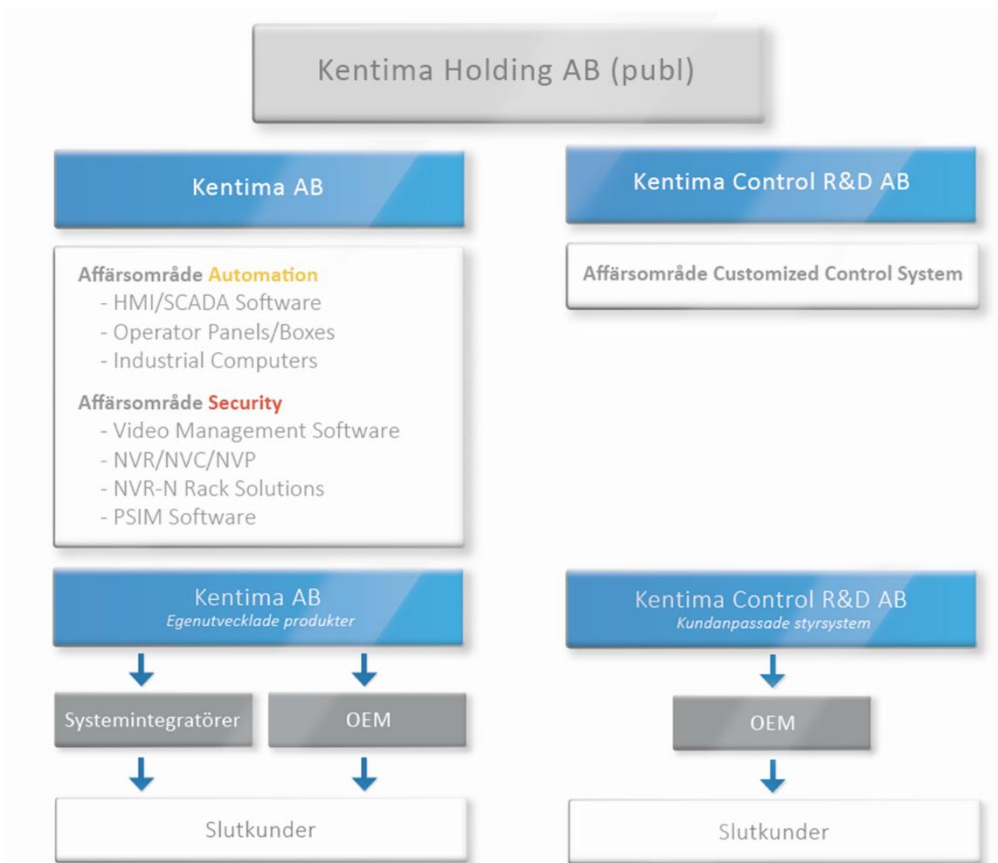 Kentima Holding AB (publ)
Kentima AB
Affärsområde Automation
- HMI/SCADA Software
- Operator Panels/Boxes
- Industrial Computers
Affärsområde Security
- Video Management Software
- NVR/NVC/NVP
- NVR-N Rack Solutions
- PSIM Software
Kentima Control R&D AB
Affärsområde Customized Control System
Kentima AB
Egenutvecklade produkter
Systemintegratörer
OEM
Slutkunder
Kentima Control R&D AB
Kundanpassade styrsystem
OEM
Slutkunder